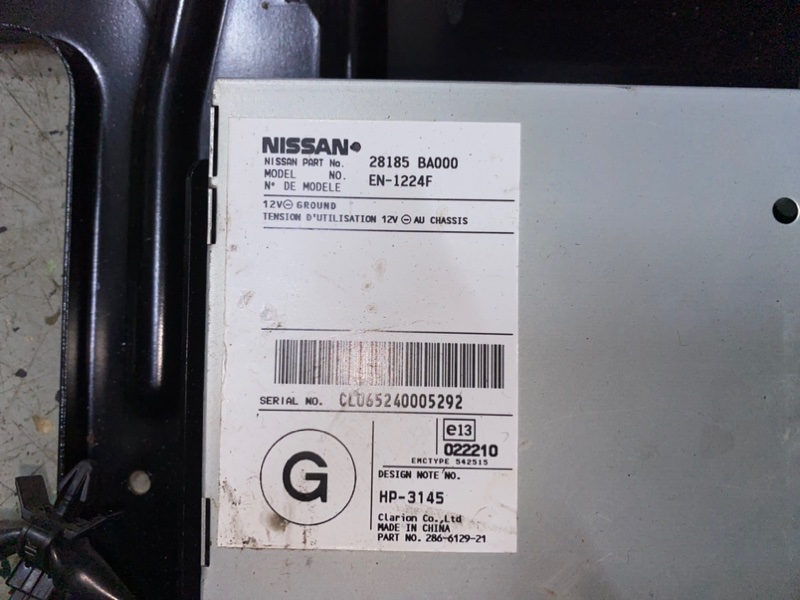 NISSAN
NISSAN PART No. 28185 BA000
MODEL NO. EN-1224F
N° DE MODELE
12V⊖ GROUND
TENSION D'UTILISATION 12V ⊖ AU CHASSIS
SERIAL NO. CL065240005292
G
e13
022210
EMCTYPE 542515
DESIGN NOTE NO.
HP-3145
Clarion Co.,Ltd
MADE IN CHINA
PART NO. 286-6129-21